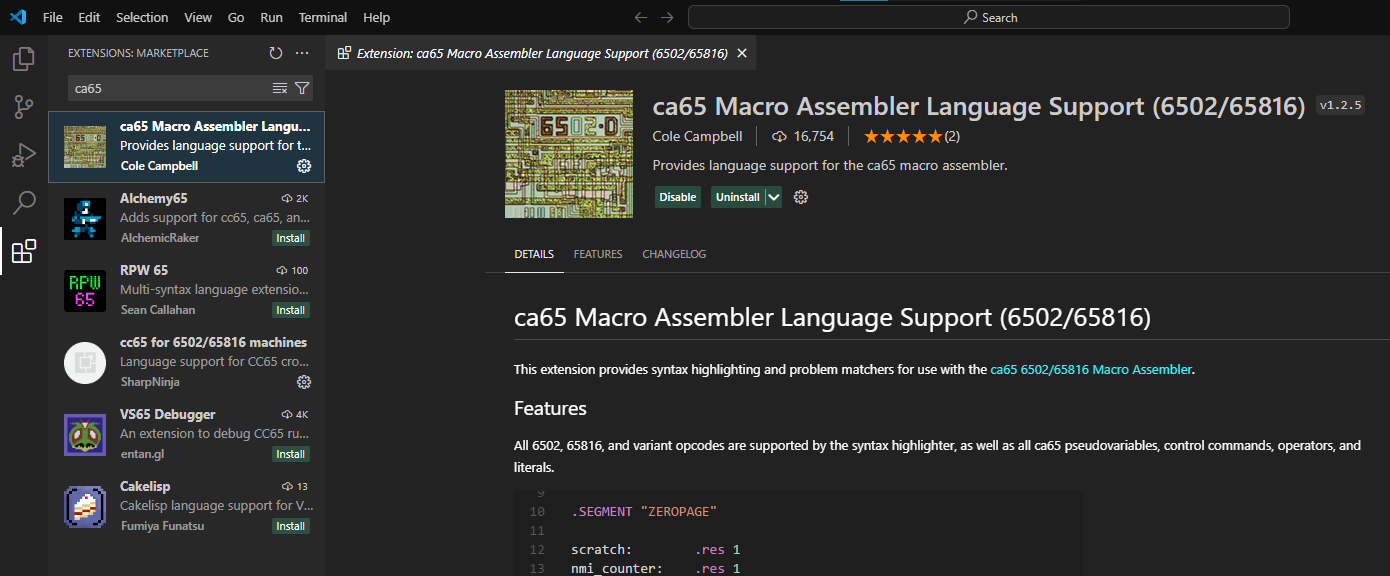 File Edit Selection View Go Run Terminal Help
Search
EXTENSIONS: MARKETPLACE
ca65
ca65 Macro Assembler Langu...
Provides language support for t...
Cole Campbell
Alchemy65 2K
Adds support for cc65, ca65, an...
AlchemicRaker Install
RPW 65 100
Multi-syntax language extensio...
Sean Callahan Install
cc65 for 6502/65816 machines
Language support for CC65 cro...
SharpNinja
VS65 Debugger 4K
An extension to debug CC65 ru...
entan.gl Install
Cakelisp 13
Cakelisp language support for V...
Fumiya Funatsu Install
RPW
65
Extension: ca65 Macro Assembler Language Support (6502/65816)
ca65 Macro Assembler Language Support (6502/65816) v1.2.5
Cole Campbell 16,754 (2)
Provides language support for the ca65 macro assembler.
Disable Uninstall
DETAILS FEATURES CHANGELOG
ca65 Macro Assembler Language Support (6502/65816)
This extension provides syntax highlighting and problem matchers for use with the ca65 6502/65816 Macro Assembler.
Features
All 6502, 65816, and variant opcodes are supported by the syntax highlighter, as well as all ca65 pseudovariables, control commands, operators, and
literals.
9
10 .SEGMENT "ZEROPAGE"
11
12 scratch: .res 1
13 nmi_counter: .res 1